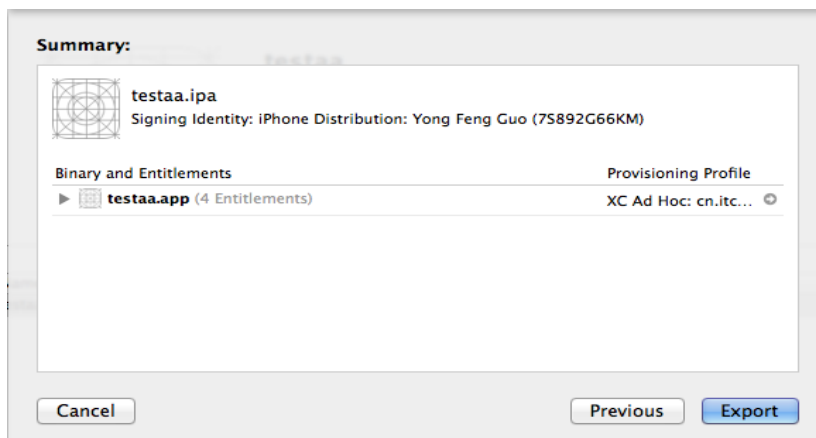 Summary:
testaa
testaa.ipa
Signing Identity: iPhone Distribution: Yong Feng Guo (7S892G66KM)
Binary and Entitlements Provisioning Profile
testaa.app (4 Entitlements) XC Ad Hoc: cn.itc...
Cancel Previous Export